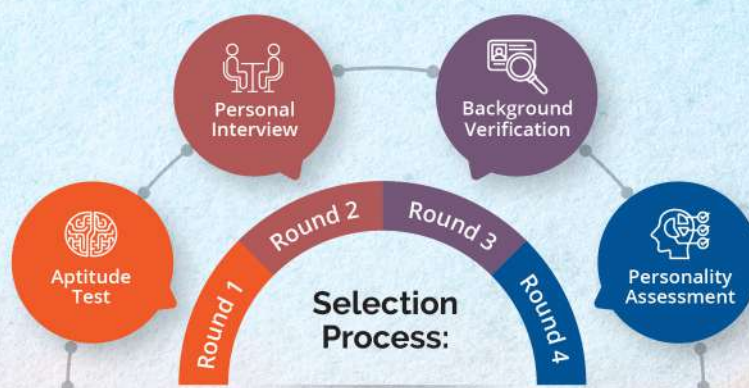 Personal
Interview
Background
Verification
Aptitude
Test
Personality
Assessment
Round 1
Round 2
Round 3
Round 4
Selection
Process: